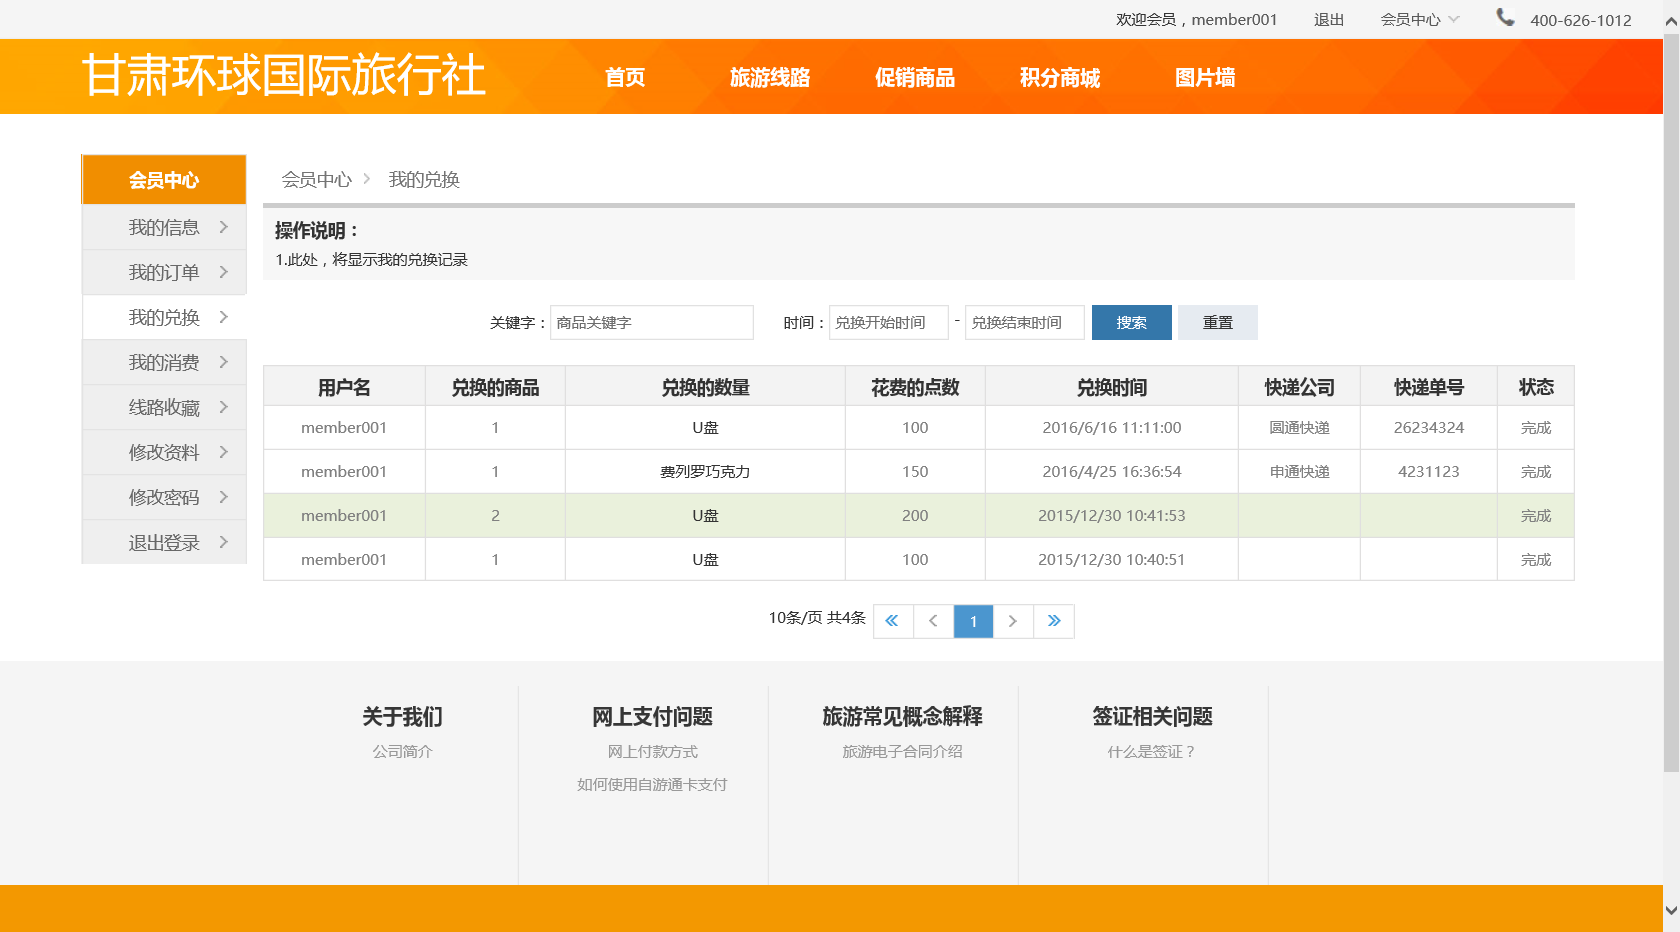 欢迎会员，member001 退出 会员中心 400-626-1012
甘肃环球国际旅行社 首页 旅游线路 促销商品 积分商城 图片墙
会员中心
我的信息
我的订单
我的兑换
我的消费
线路收藏
修改资料
修改密码
退出登录
会员中心 我的兑换
操作说明：
1.此处，将显示我的兑换记录
关键字： 商品关键字 时间： 兑换开始时间 - 兑换结束时间 搜索 重置
用户名 兑换的商品 兑换的数量 花费的点数 兑换时间 快递公司 快递单号 状态
member001 1 U盘 100 2016/6/16 11:11:00 圆通快递 26234324 完成
member001 1 费列罗巧克力 150 2016/4/25 16:36:54 申通快递 4231123 完成
member001 2 U盘 200 2015/12/30 10:41:53 完成
member001 1 U盘 100 2015/12/30 10:40:51 完成
10条/页 共4条 1
关于我们 网上支付问题 旅游常见概念解释 签证相关问题
公司简介 网上付款方式 旅游电子合同介绍 什么是签证？
如何使用自游通卡支付